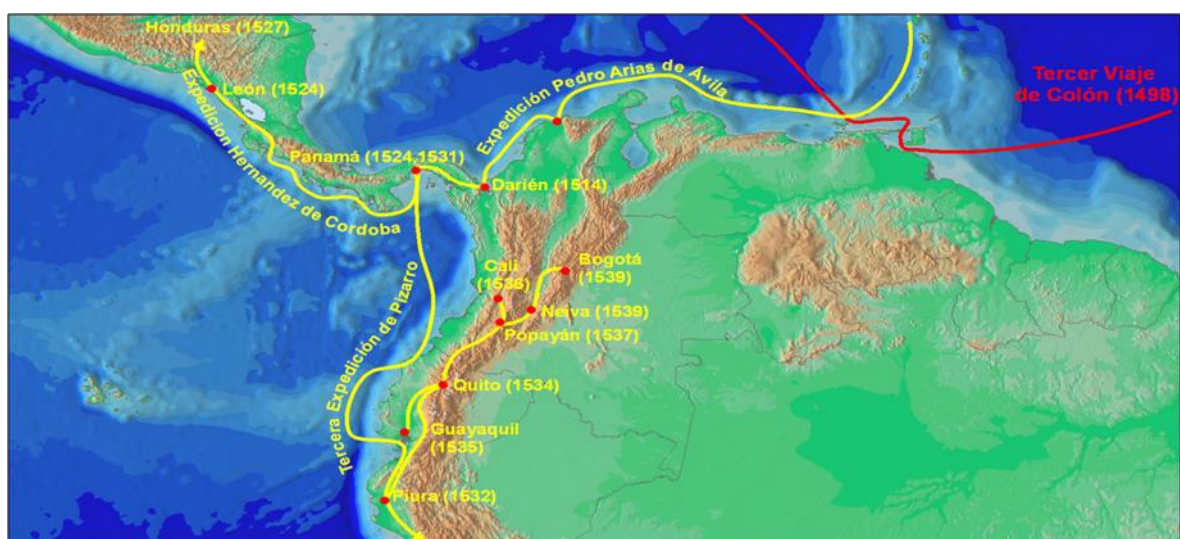 Honduras (1527)
León (1524)
Expedicion Hernandez de Cordoba
Expedición Pedro Arias de Ávila
Tercer Viaje
de Colón (1498)
Panamá (1524,1531)
Darién (1514)
Cali
(1536)
Bogotá
(1539)
Neiva (1539)
Popayán (1537)
Tercera Expedición de Pizarro
Quito (1534)
Guayaquil
(1535)
Piura (1532)